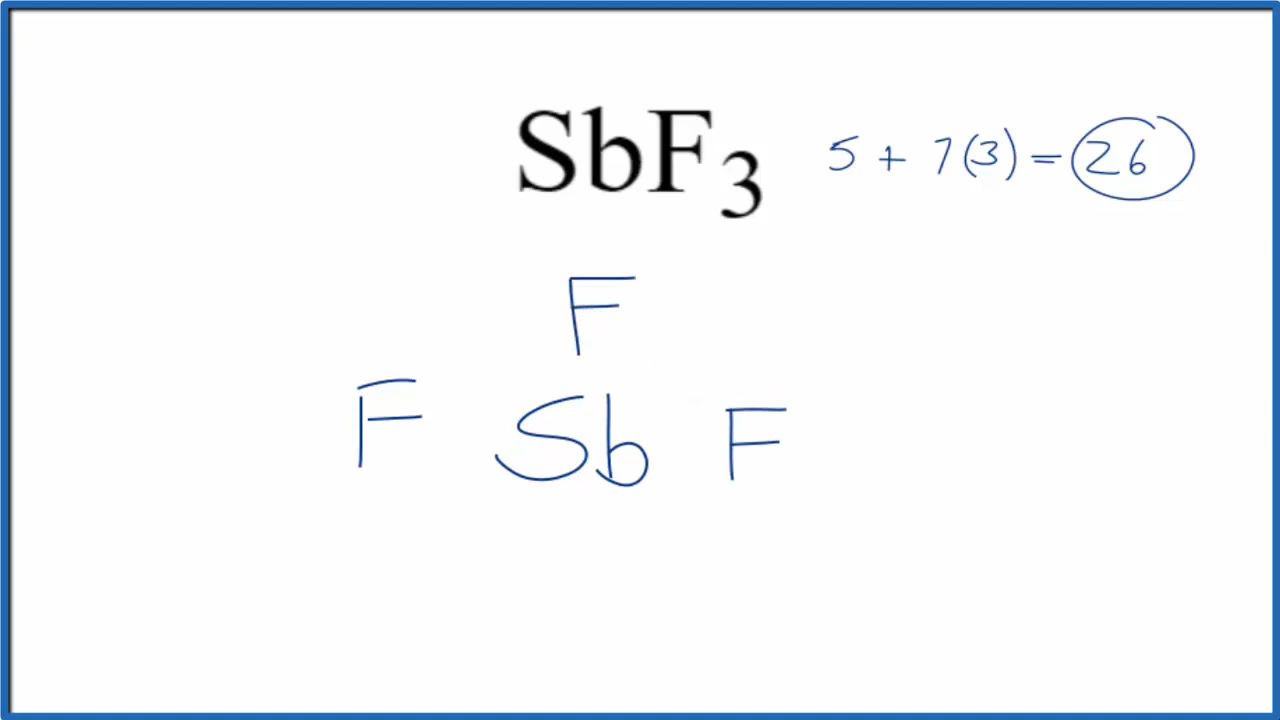 SbF₃ 5 + 7(3) = 26
F
F Sb F